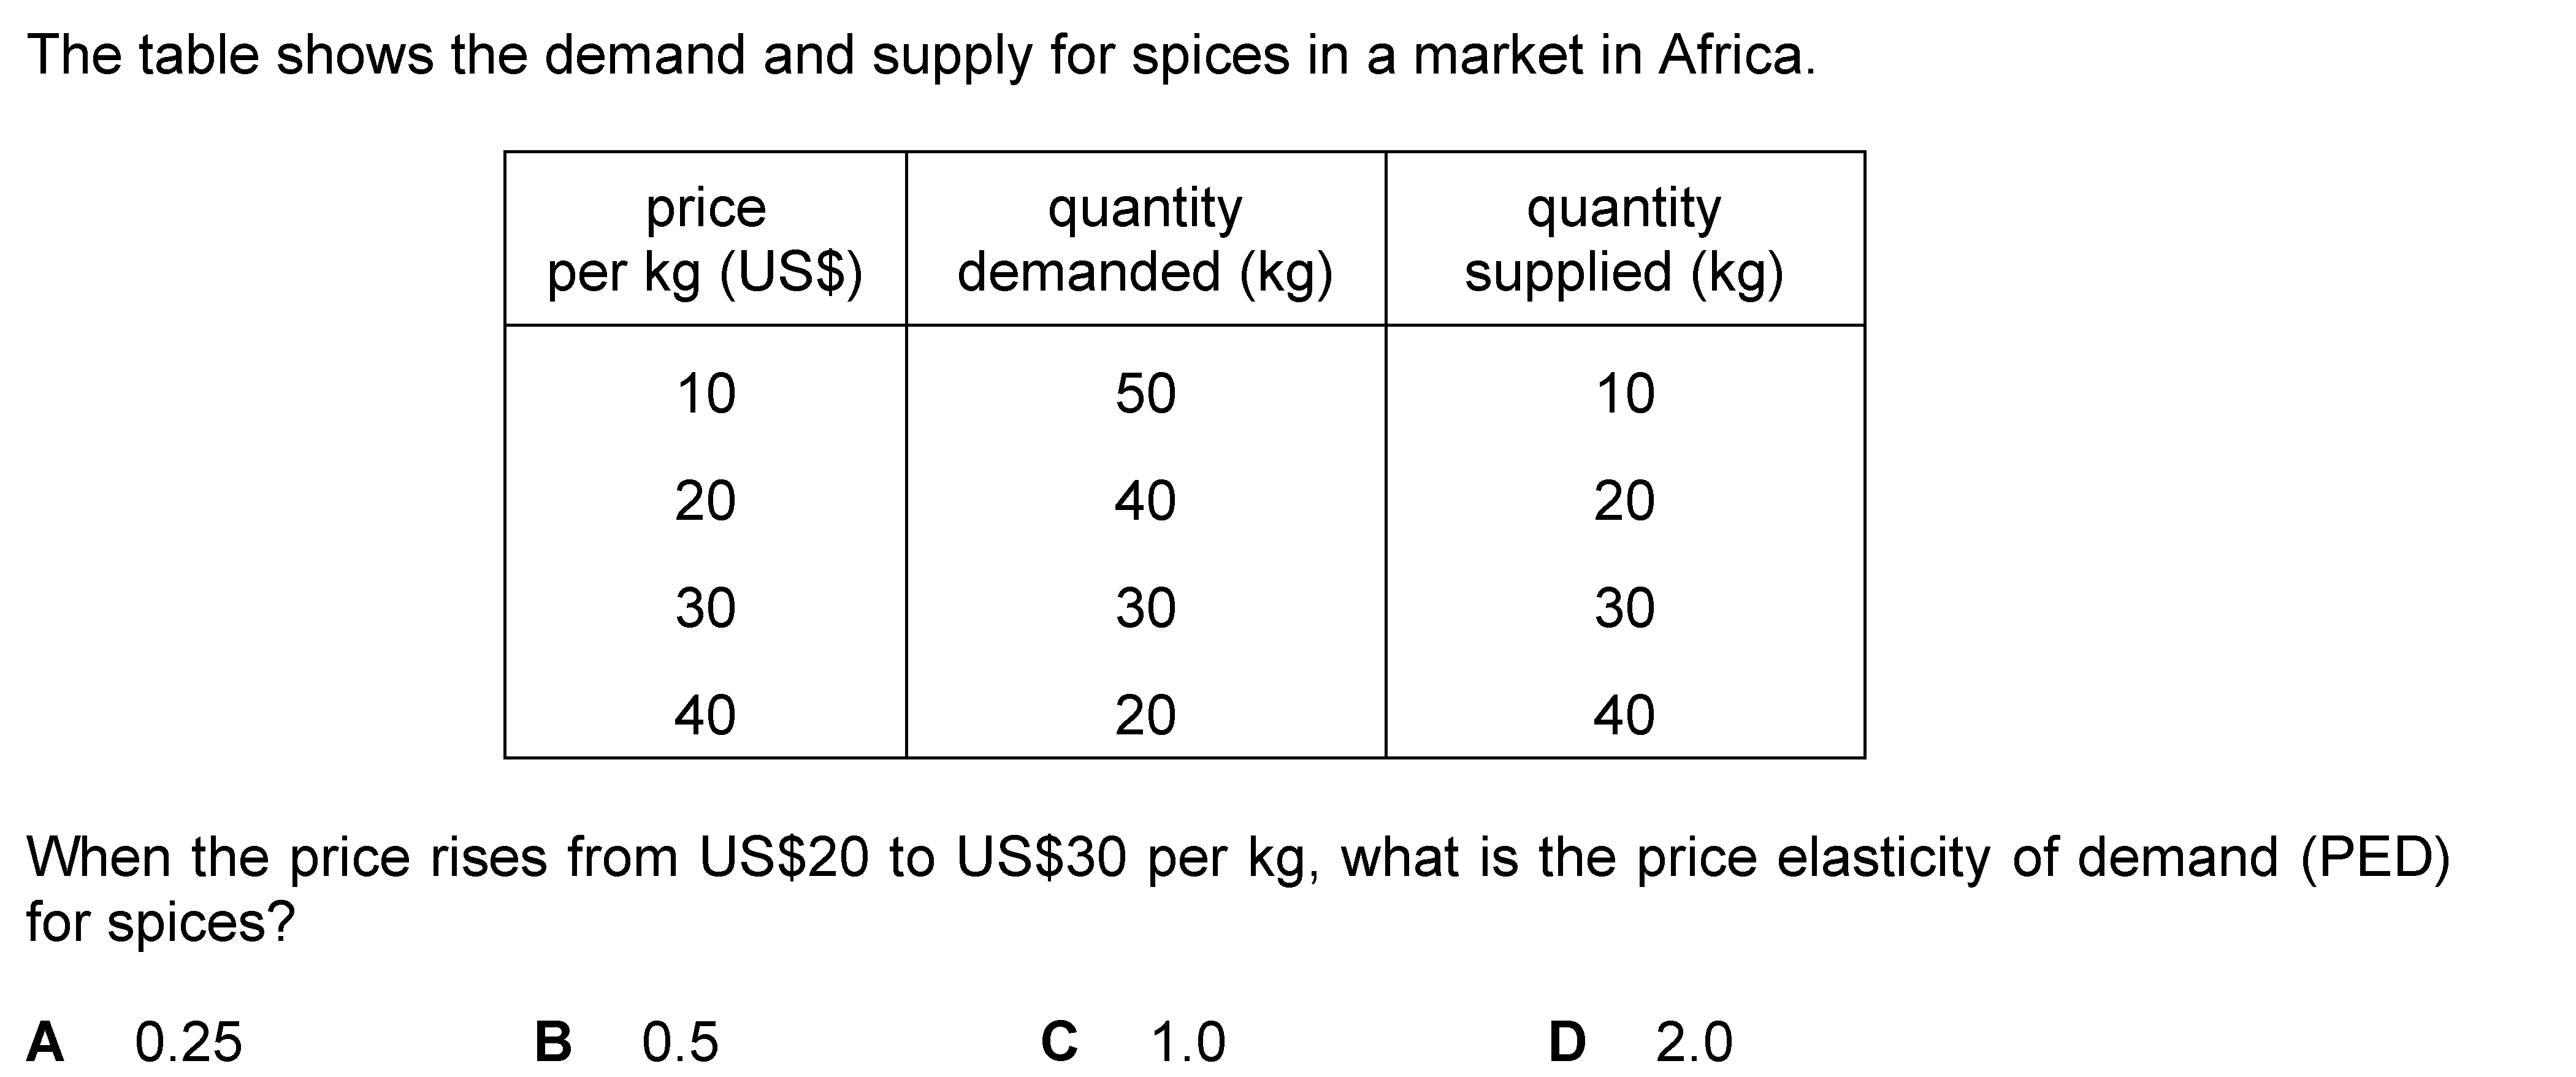 The table shows the demand and supply for spices in a market in Africa.
price per kg (US$) quantity demanded (kg) quantity supplied (kg)
10 50 10
20 40 20
30 30 30
40 20 40
When the price rises from US$20 to US$30 per kg, what is the price elasticity of demand (PED)
for spices?
A 0.25 B 0.5 C 1.0 D 2.0